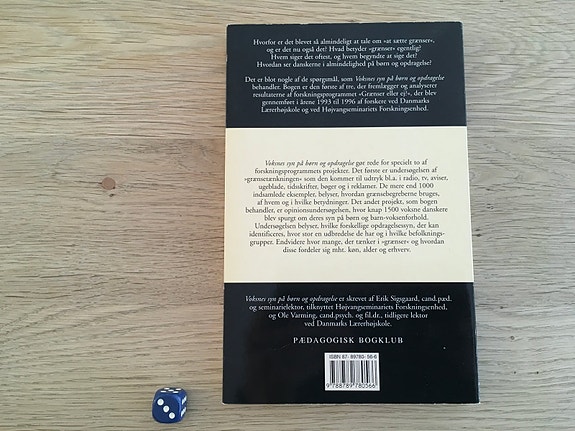 Hvorfor er det blevet så almindeligt at tale om »at sætte grænser«,
og er det nu også det? Hvad betyder »grænser« egentlig?
Hvem siger det oftest, og hvem begyndte at sige det?
Hvordan ser danskerne i almindelighed på børn og opdragelse?
Det er blot nogle af de spørgsmål, som Voksnes syn på børn og opdragelse
behandler. Bogen er den første af tre, der fremlægger og analyserer
resultaterne af forskningsprogrammet »Grænser eller ej?«, der blev
gennemført i årene 1993 til 1996 af forskere ved Danmarks
Lærerhøjskole og ved Højvangseminariets Forskningsenhed.
Voksnes syn på børn og opdragelse gør rede for specielt to af
forskningsprogrammets projekter. Det første er undersøgelsen af
»grænsetænkningen« som den kommer til udtryk bl.a. i radio, tv, aviser,
ugeblade, tidsskrifter, bøger og i reklamer. De mere end 1000
indsamlede eksempler, belyser, hvordan grænsebegreberne bruges,
af hvem og i hvilke betydninger. Det andet projekt, som bogen
behandler, er opinionsundersøgelsen, hvor knap 1500 voksne danskere
blev spurgt om deres syn på børn og barn-voksenforhold.
Undersøgelsen belyser, hvilke forskellige opdragelsessyn, der kan
identificeres, hvor stor en udbredelse de har og i hvilke befolknings-
grupper. Endvidere hvor mange, der tænker i »grænser« og hvordan
disse fordeler sig mht. køn, alder og erhverv.
Voksnes syn på børn og opdragelse er skrevet af Erik Sigsgaard, cand.pæd.
og seminarielektor, tilknyttet Højvangseminariets Forskningsenhed,
og Ole Varming, cand.psych. og fil.dr., tidligere lektor
ved Danmarks Lærerhøjskole.
PÆDAGOGISK BOGKLUB
ISBN 87- 89780- 56-6
9 788789 780566